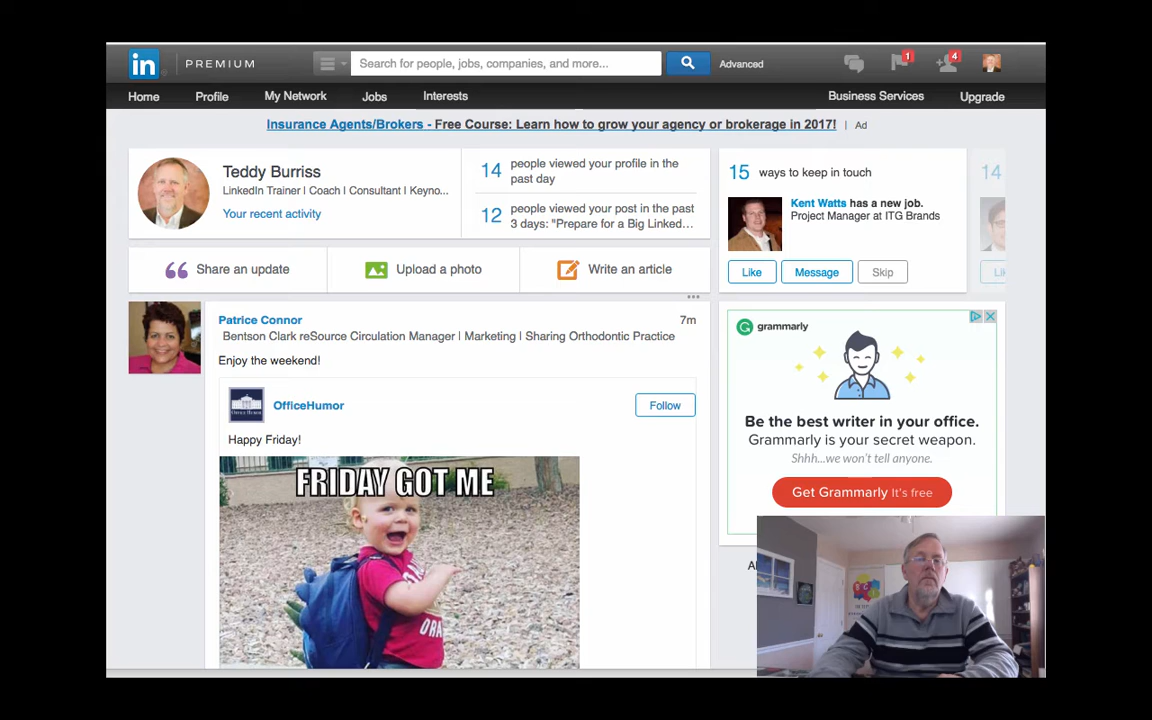 in PREMIUM Search for people, jobs, companies, and more... Advanced 1 4
Home Profile My Network Jobs Interests Business Services Upgrade
Insurance Agents/Brokers - Free Course: Learn how to grow your agency or brokerage in 2017! | Ad
Teddy Burriss
LinkedIn Trainer | Coach | Consultant | Keyno...
Your recent activity
14 people viewed your profile in the
past day
12 people viewed your post in the past
3 days: "Prepare for a Big Linked...
15 ways to keep in touch
14
Kent Watts has a new job.
Project Manager at ITG Brands
Like Message Skip
Share an update Upload a photo Write an article
Patrice Connor 7m
Bentson Clark reSource Circulation Manager | Marketing | Sharing Orthodontic Practice
Enjoy the weekend!
OfficeHumor Follow
Happy Friday!
FRIDAY GOT ME
grammarly
Be the best writer in your office.
Grammarly is your secret weapon.
Shhh...we won't tell anyone.
Get Grammarly It's free